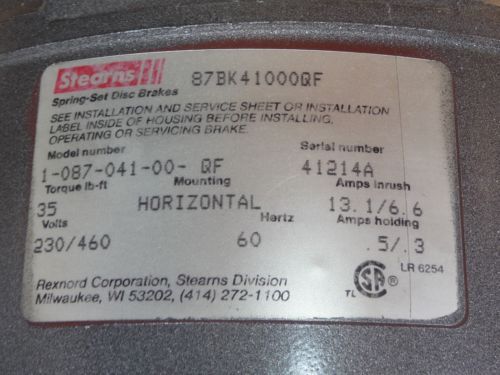 Stearns 87BK41000QF
Spring-Set Disc Brakes
SEE INSTALLATION AND SERVICE SHEET OR INSTALLATION
LABEL INSIDE OF HOUSING BEFORE INSTALLING,
OPERATING OR SERVICING BRAKE.
Model number Serial number
1-087-041-00- QF 41214A
Torque lb-ft Mounting Amps inrush
35 HORIZONTAL 13.1/6.6
Volts Hertz Amps holding
230/460 60 .5/.3
Rexnord Corporation, Stearns Division
Milwaukee, WI 53202, (414) 272-1100
TL SA ® LR 6254